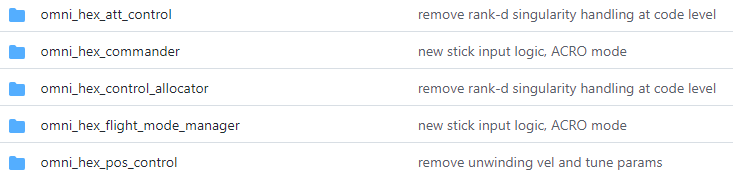 omni_hex_att_control remove rank-d singularity handling at code level
omni_hex_commander new stick input logic, ACRO mode
omni_hex_control_allocator remove rank-d singularity handling at code level
omni_hex_flight_mode_manager new stick input logic, ACRO mode
omni_hex_pos_control remove unwinding vel and tune params